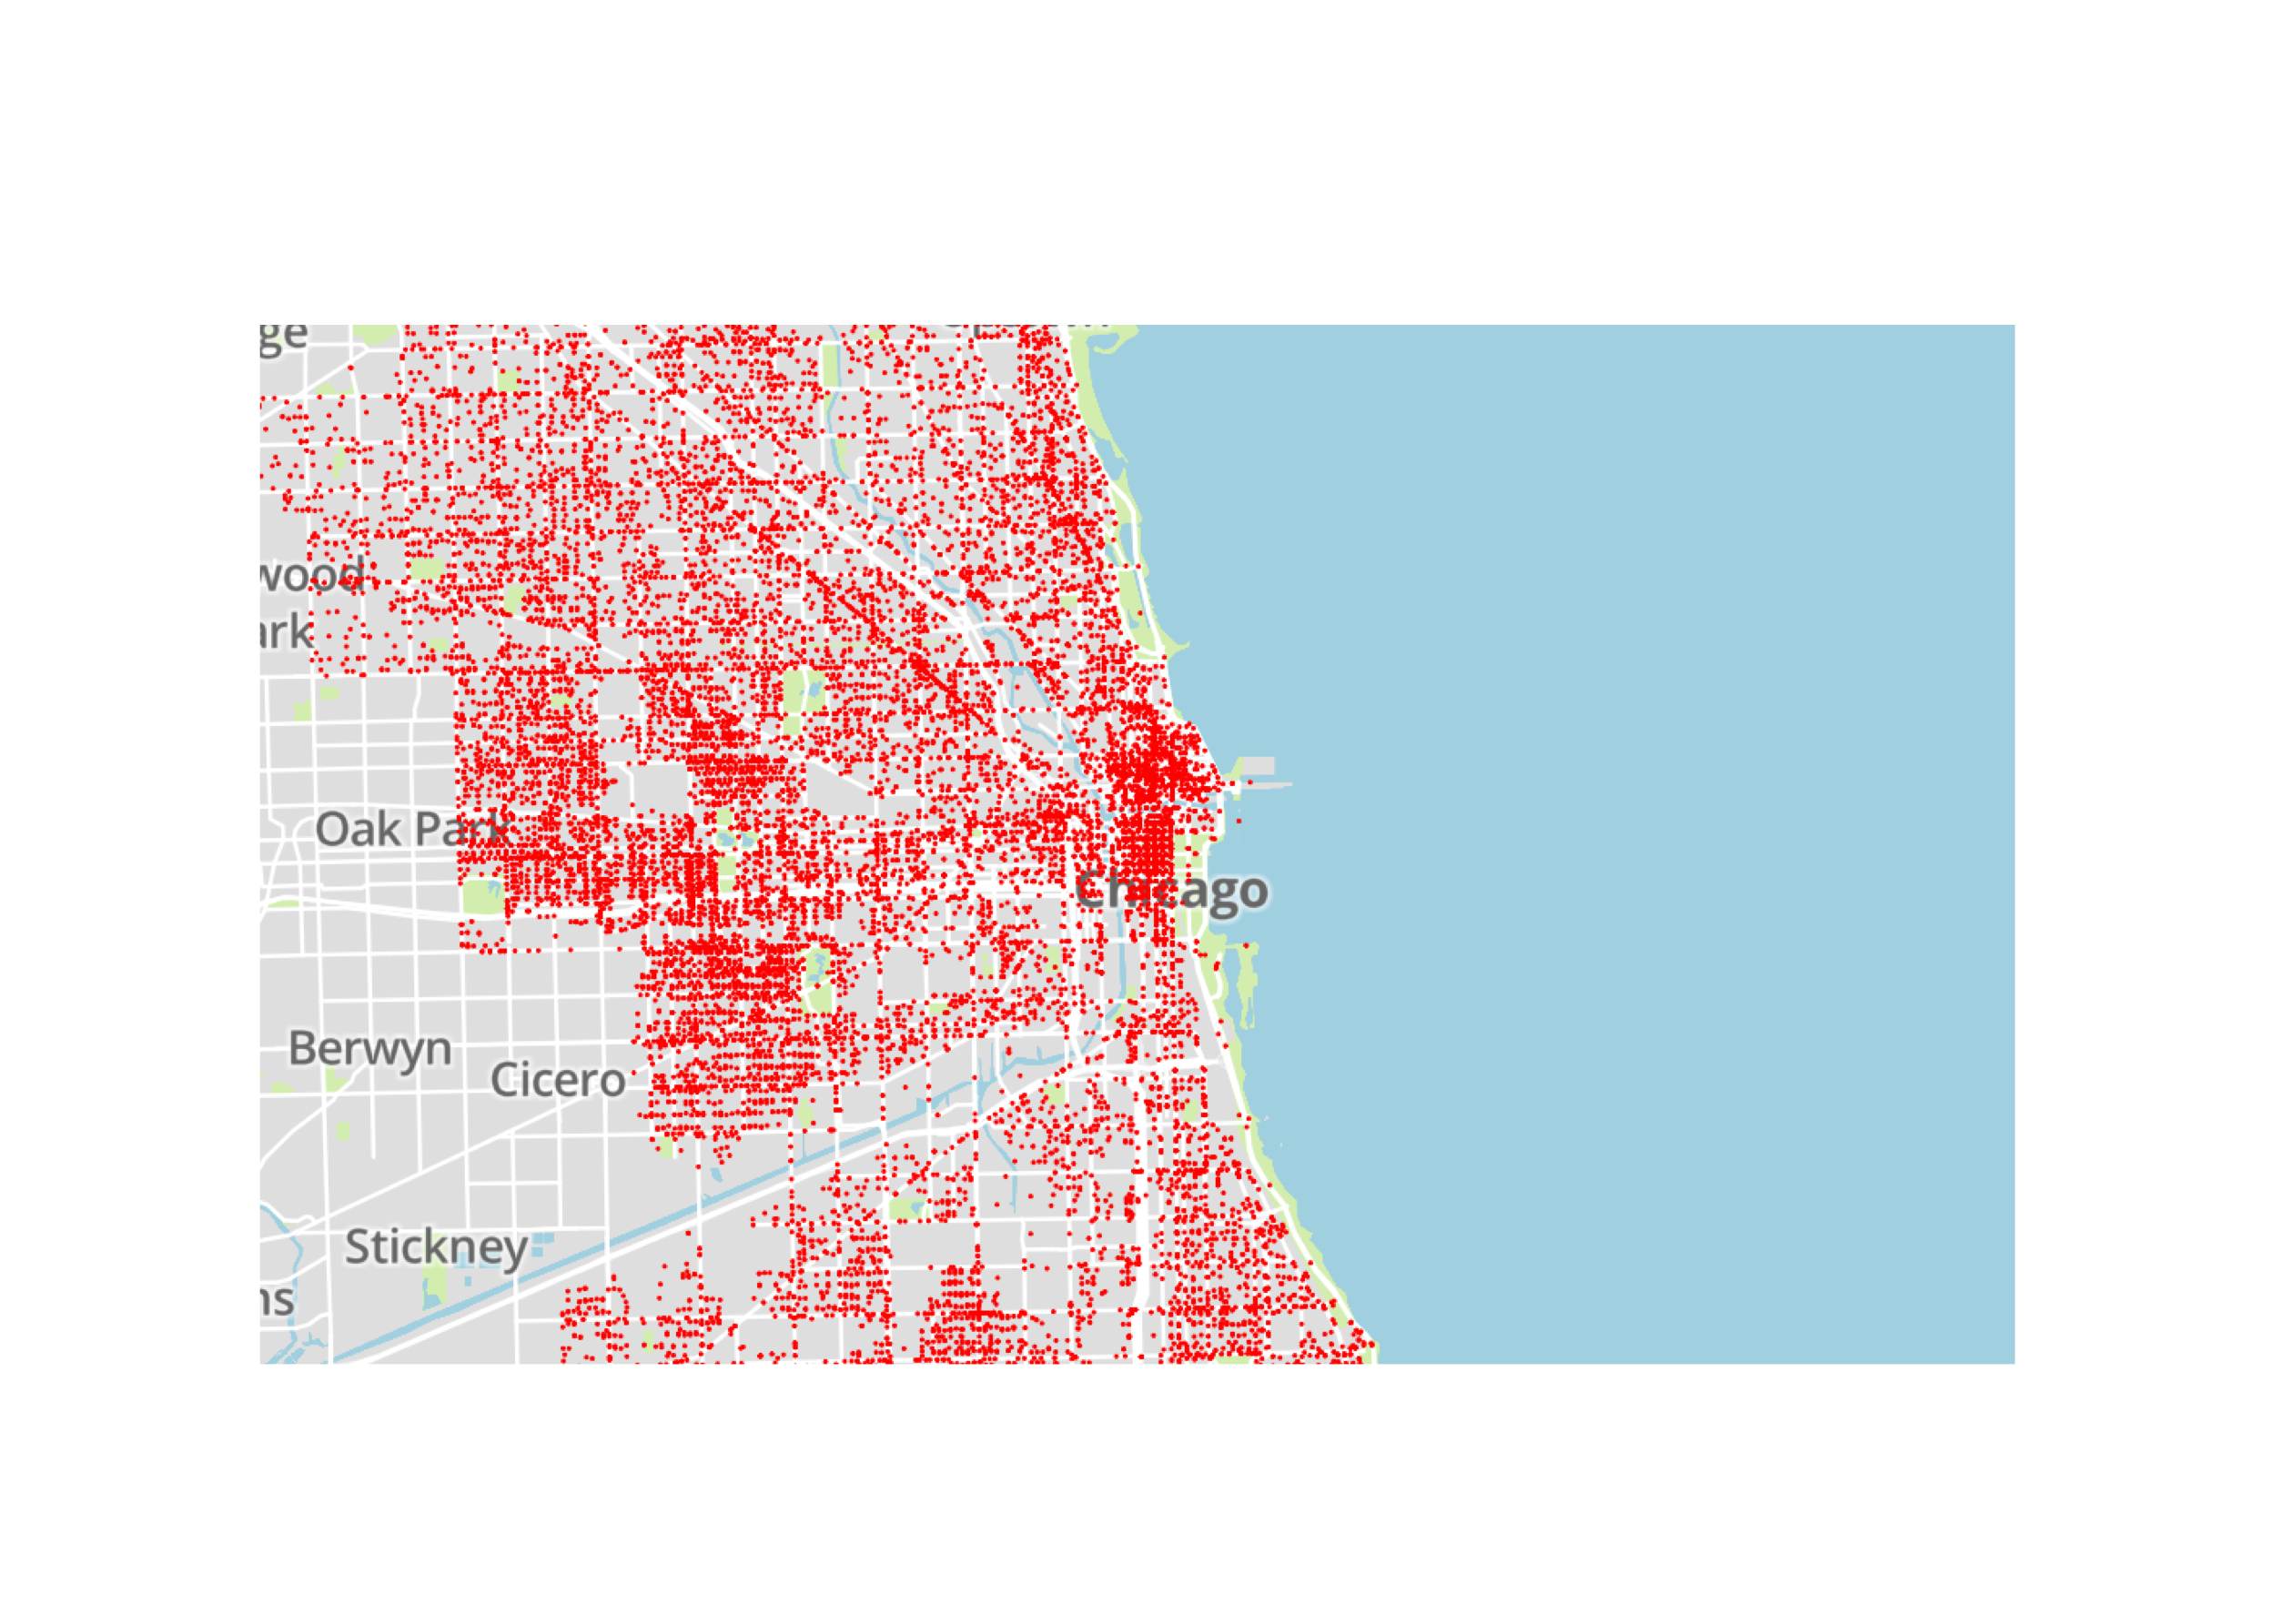 ge
wood
ark
Oak Park
Chicago
Berwyn
Cicero
Stickney
ns